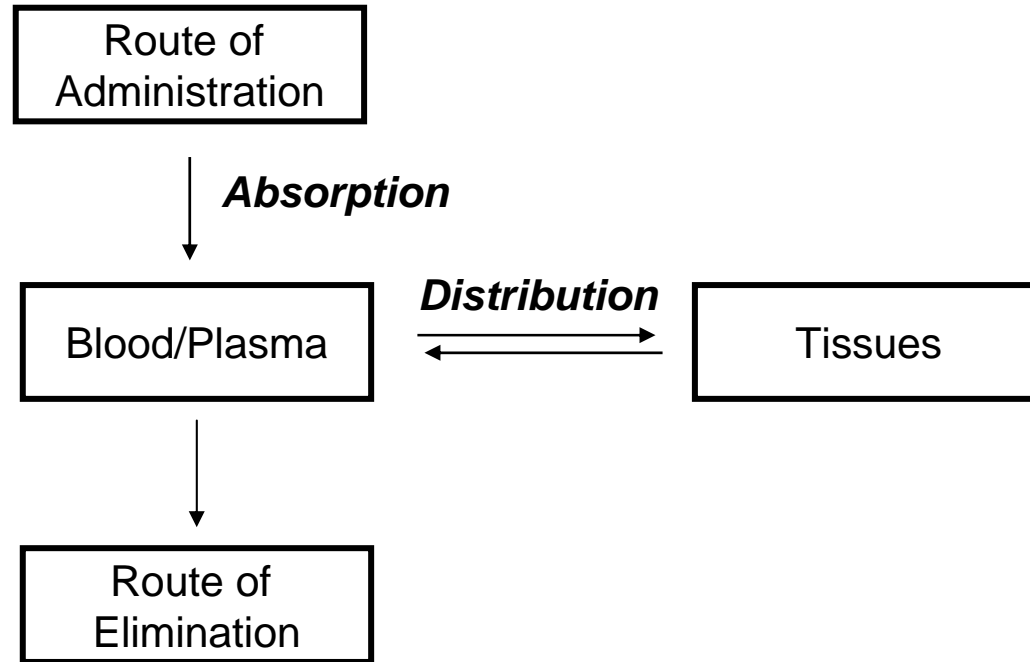 Route of
Administration
Absorption
Distribution
Blood/Plasma
Tissues
Route of
Elimination